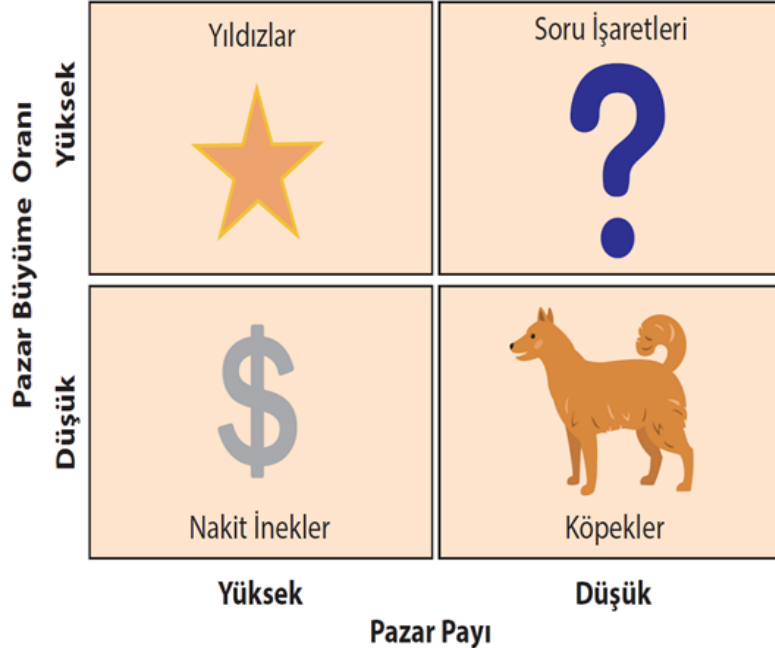 Yıldızlar
Soru İşaretleri
Pazar Büyüme Oranı
Yüksek
Düşük
Nakit İnekler
Köpekler
Yüksek
Düşük
Pazar Payı